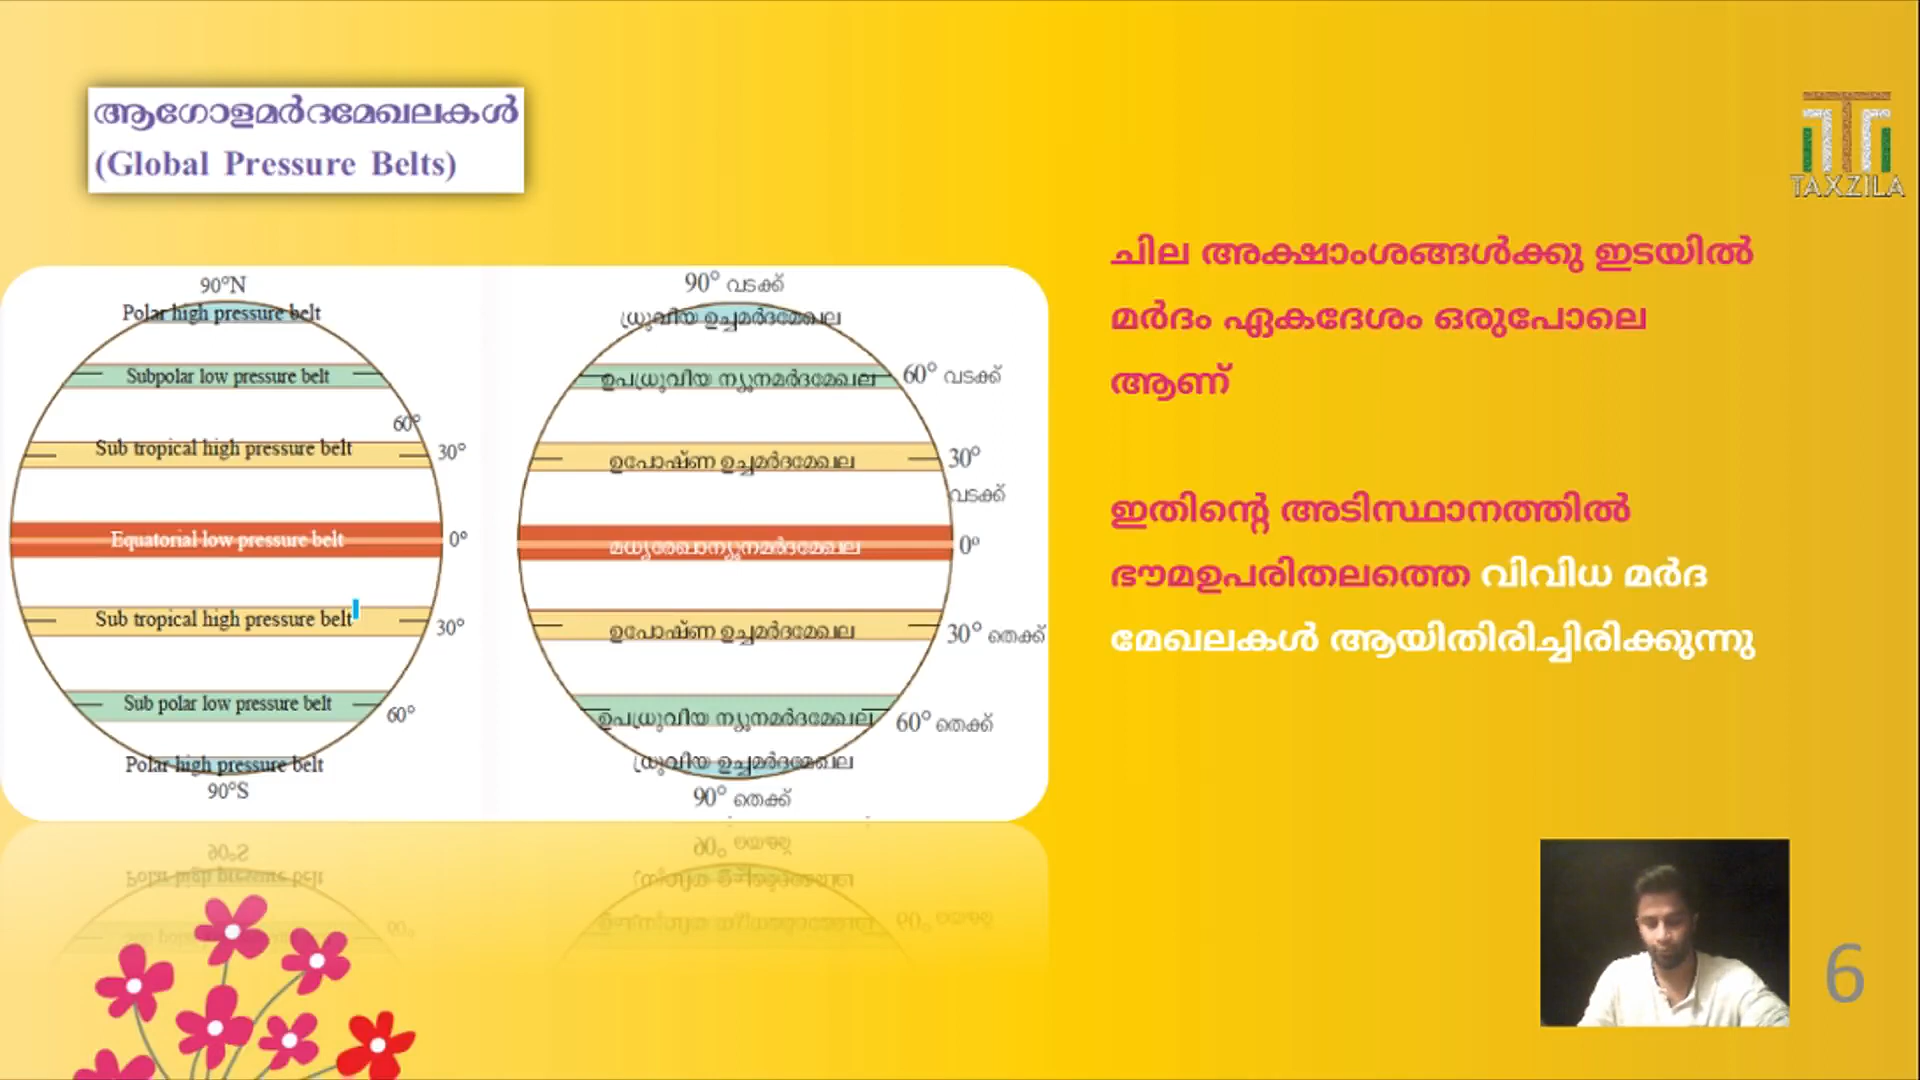 ആഗോളമർദമേഖലകൾ
(Global Pressure Belts)
TAXZILA
90°N
Polar high pressure belt
Subpolar low pressure belt
60°
Sub tropical high pressure belt
30°
Equatorial low pressure belt
0°
Sub tropical high pressure belt
30°
Sub polar low pressure belt
60°
Polar high pressure belt
90°S
90° വടക്ക്
ധ്രുവീയ ഉച്ചമർദമേഖല
ഉപധ്രുവീയ ന്യൂനമർദമേഖല
60° വടക്ക്
ഉപോഷ്ണ ഉച്ചമർദമേഖല
30°
വടക്ക്
മധ്യരേഖാന്യൂനമർദമേഖല
0°
ഉപോഷ്ണ ഉച്ചമർദമേഖല
30° തെക്ക്
ഉപധ്രുവീയ ന്യൂനമർദമേഖല
60° തെക്ക്
ധ്രുവീയ ഉച്ചമർദമേഖല
90° തെക്ക്
ചില അക്ഷാംശങ്ങൾക്കു ഇടയിൽ
മർദം ഏകദേശം ഒരുപോലെ
ആണ്
ഇതിന്റെ അടിസ്ഥാനത്തിൽ
ഭൗമഉപരിതലത്തെ വിവിധ മർദ
മേഖലകൾ ആയിതിരിച്ചിരിക്കുന്നു
6